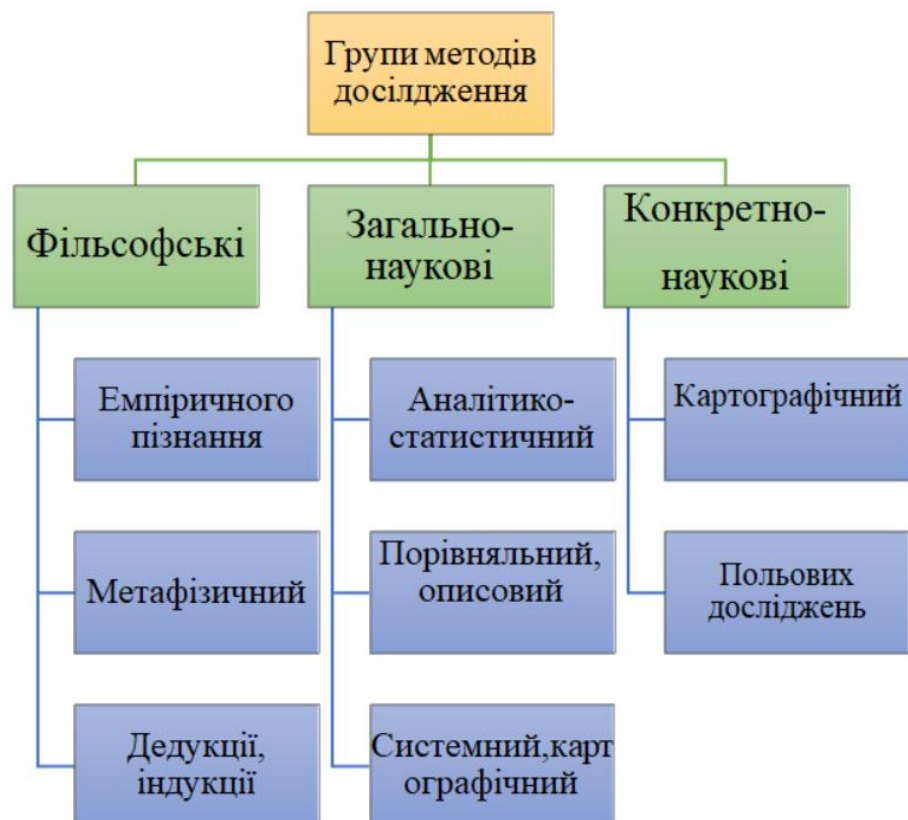 Групи методів
досілдження
Фільсофські
Загально-
наукові
Конкретно-
наукові
Емпіричного
пізнання
Аналітико-
статистичний
Картографічний
Метафізичний
Порівняльний,
описовий
Польових
досліджень
Дедукції,
індукції
Системний,карт
ографічний